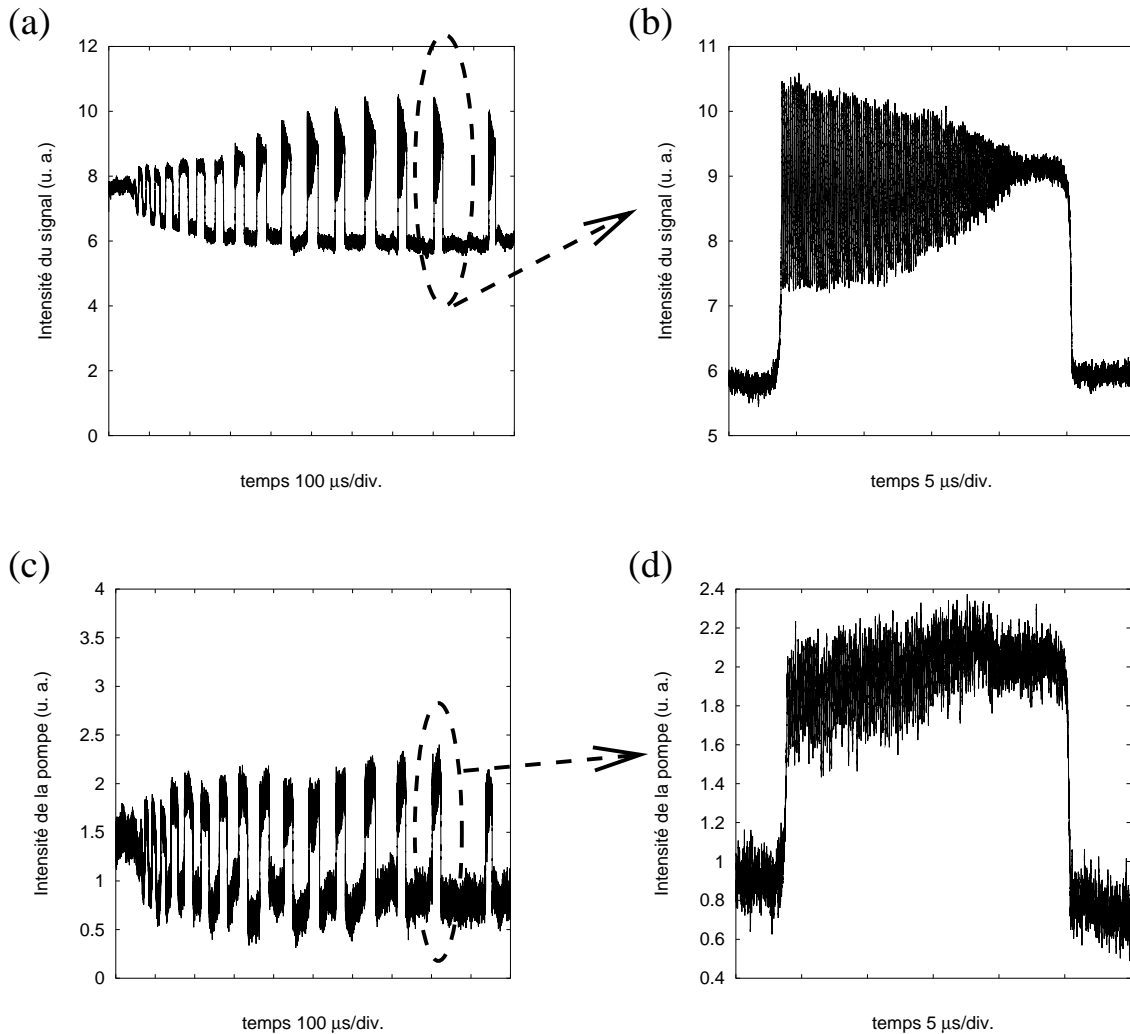 (a)
12
10
8
6
4
2
0
Intensité du signal (u. a.)
temps 100 μs/div.
(b)
11
10
9
8
7
6
5
Intensité du signal (u. a.)
temps 5 μs/div.
(c)
4
3.5
3
2.5
2
1.5
1
0.5
0
Intensité de la pompe (u. a.)
temps 100 μs/div.
(d)
2.4
2.2
2
1.8
1.6
1.4
1.2
1
0.8
0.6
0.4
Intensité de la pompe (u. a.)
temps 5 μs/div.